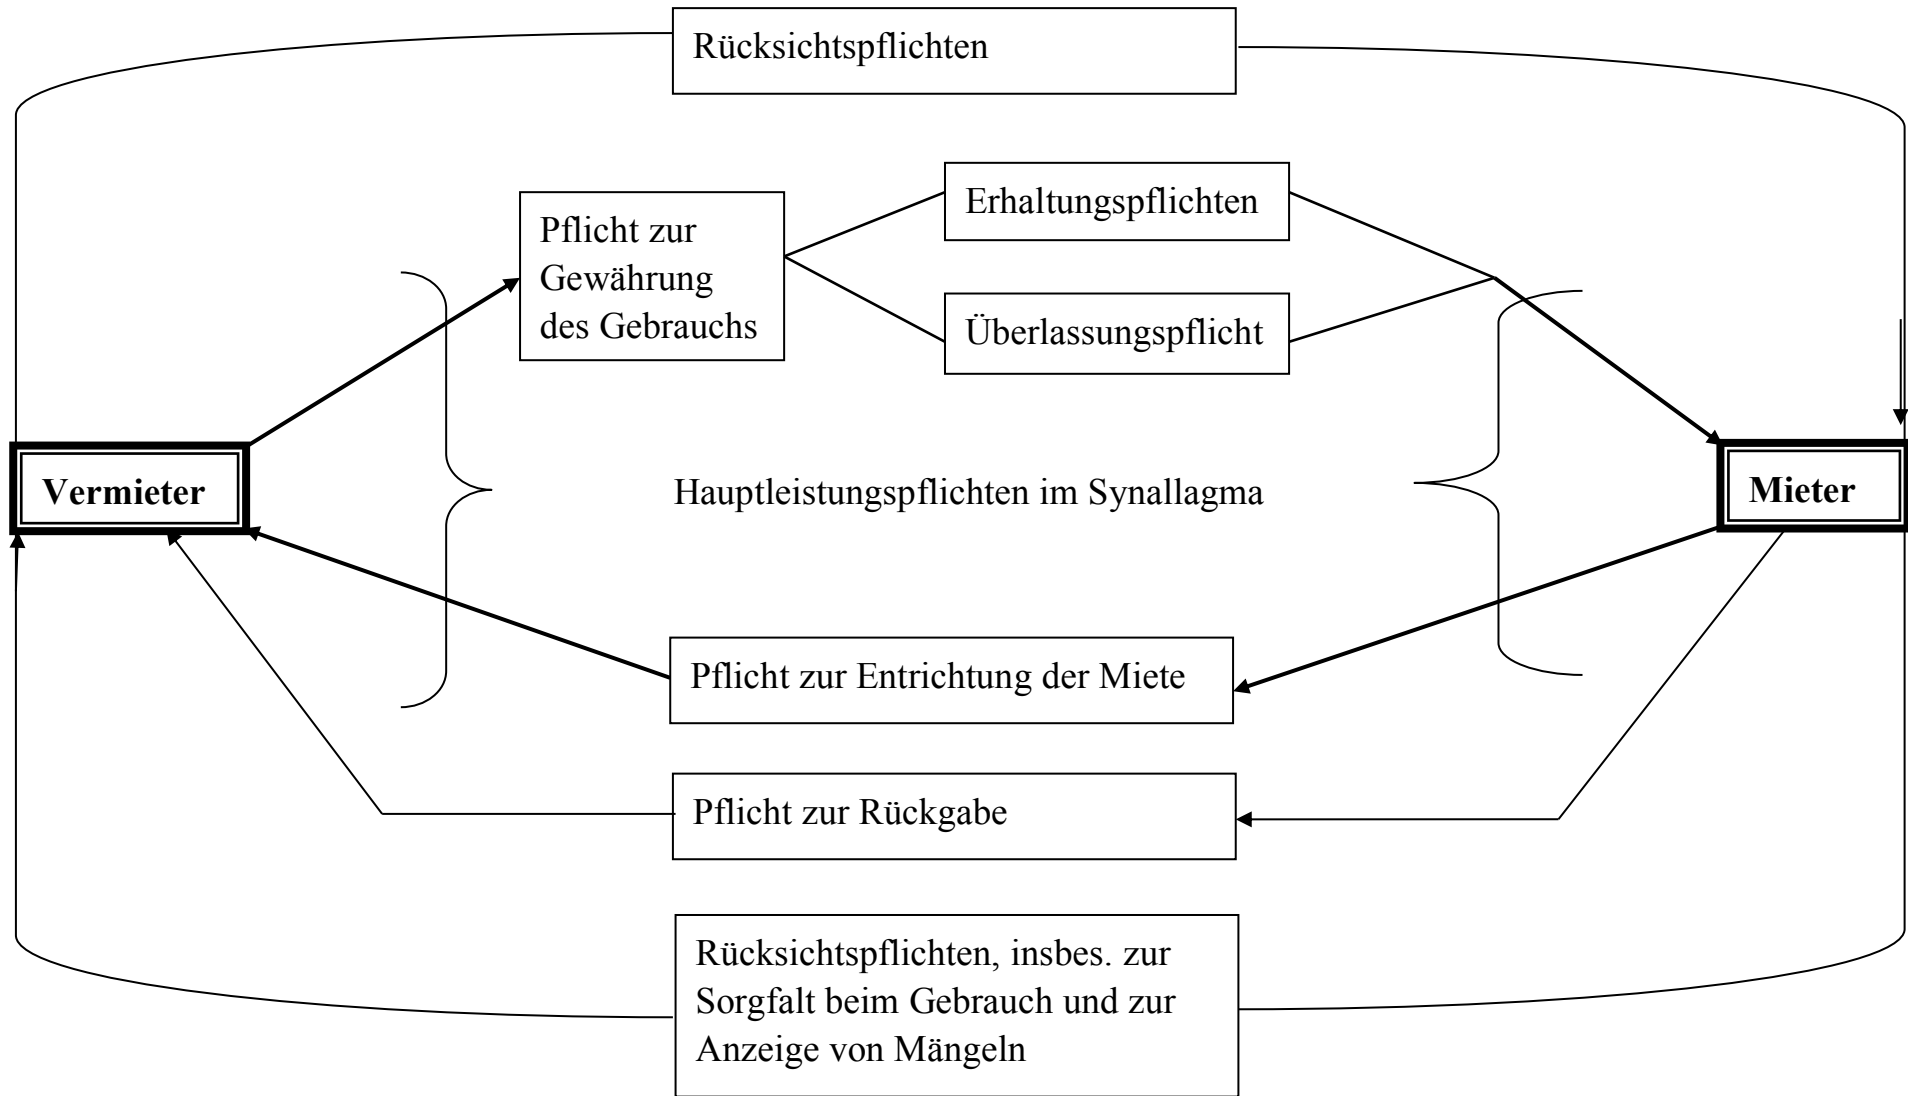 Rücksichtspflichten
Erhaltungspflichten
Pflicht zur
Gewährung
des Gebrauchs
Überlassungspflicht
Vermieter
Hauptleistungspflichten im Synallagma
Mieter
Pflicht zur Entrichtung der Miete
Pflicht zur Rückgabe
Rücksichtspflichten, insbes. zur
Sorgfalt beim Gebrauch und zur
Anzeige von Mängeln